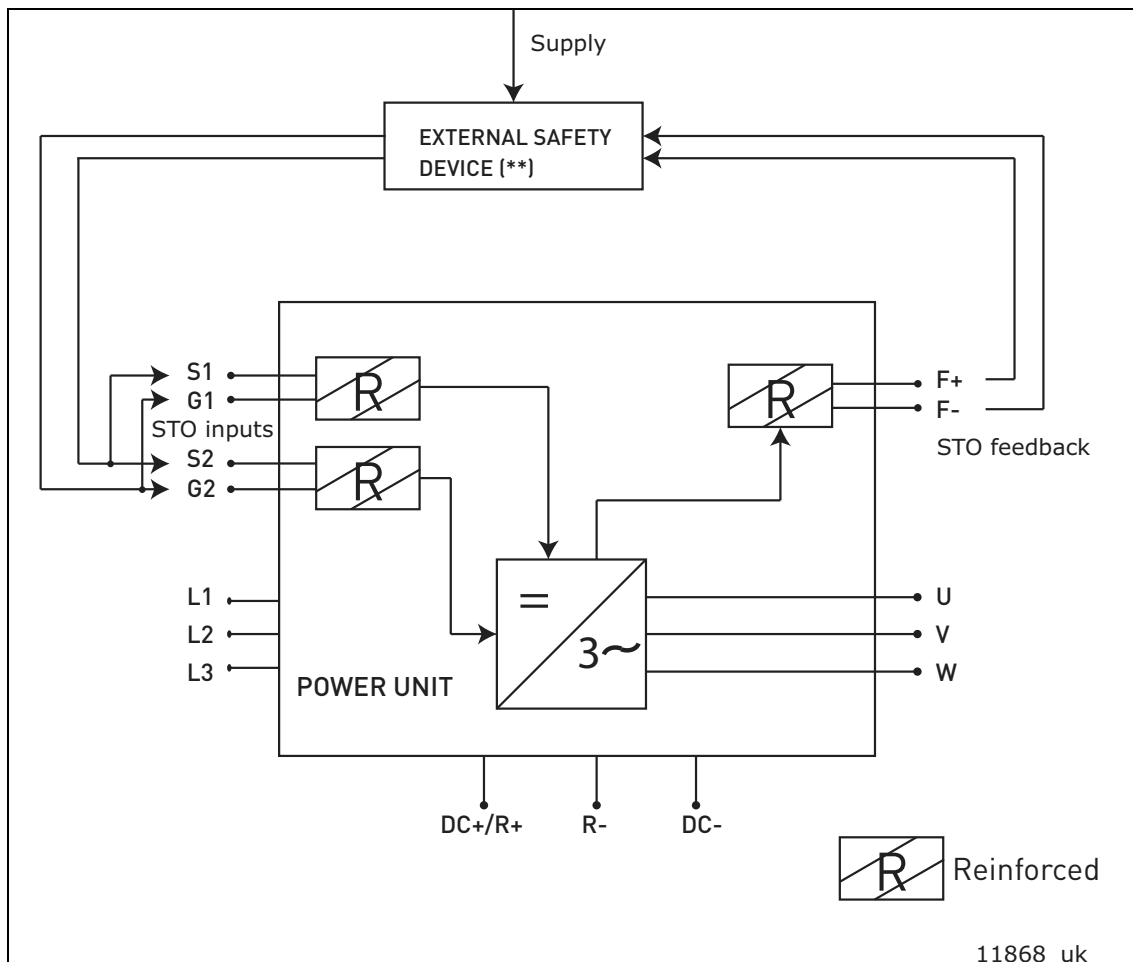 Supply
EXTERNAL SAFETY
DEVICE (**)
S1
G1
STO inputs
S2
G2
R
R
R
F+
F-
STO feedback
L1
L2
L3
=
3~
U
V
W
POWER UNIT
DC+/R+
R-
DC-
R
Reinforced
11868_uk